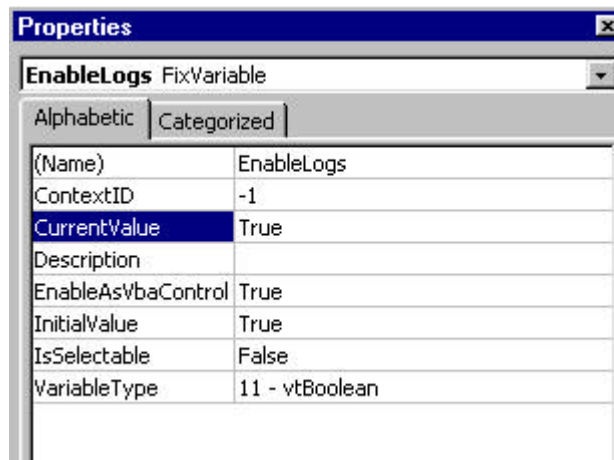 Properties
EnableLogs FixVariable
Alphabetic Categorized
(Name) EnableLogs
ContextID -1
CurrentValue True
Description
EnableAsVbaControl True
InitialValue True
IsSelectable False
VariableType 11 - vtBoolean